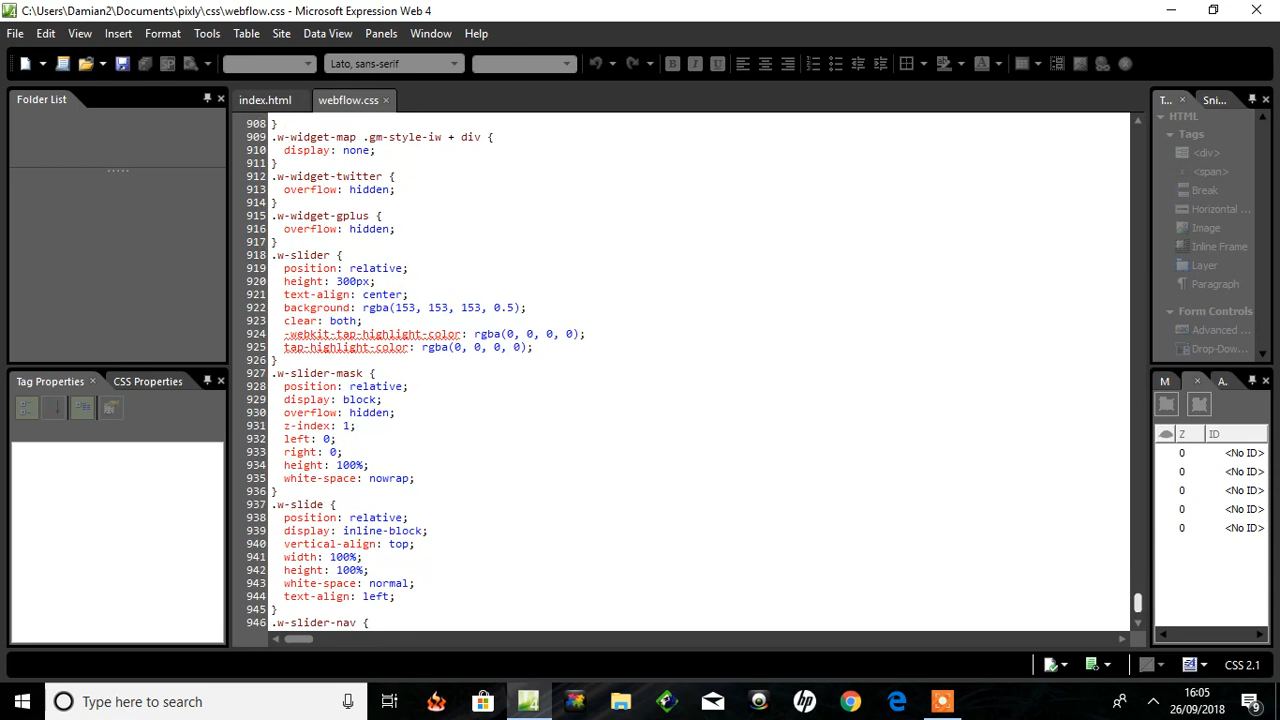 C:\Users\Damian2\Documents\pixly\css\webflow.css - Microsoft Expression Web 4
File Edit View Insert Format Tools Table Site Data View Panels Window Help
Lato, sans-serif
Folder List
index.html webflow.css
T... Sni...
908 }
909 .w-widget-map .gm-style-iw + div {
910 display: none;
911 }
912 .w-widget-twitter {
913 overflow: hidden;
914 }
915 .w-widget-gplus {
916 overflow: hidden;
917 }
918 .w-slider {
919 position: relative;
920 height: 300px;
921 text-align: center;
922 background: rgba(153, 153, 153, 0.5);
923 clear: both;
924 -webkit-tap-highlight-color: rgba(0, 0, 0, 0);
925 tap-highlight-color: rgba(0, 0, 0, 0);
926 }
927 .w-slider-mask {
928 position: relative;
929 display: block;
930 overflow: hidden;
931 z-index: 1;
932 left: 0;
933 right: 0;
934 height: 100%;
935 white-space: nowrap;
936 }
937 .w-slide {
938 position: relative;
939 display: inline-block;
940 vertical-align: top;
941 width: 100%;
942 height: 100%;
943 white-space: normal;
944 text-align: left;
945 }
946 .w-slider-nav {
HTML
Tags
<div>
<span>
Break
Horizontal ...
Image
Inline Frame
Layer
Paragraph
Form Controls
Advanced ...
Drop-Dow...
Tag Properties CSS Properties
M A.
Z ID
0 <No ID>
0 <No ID>
0 <No ID>
0 <No ID>
0 <No ID>
CSS 2.1
Type here to search
16:05
26/09/2018
9